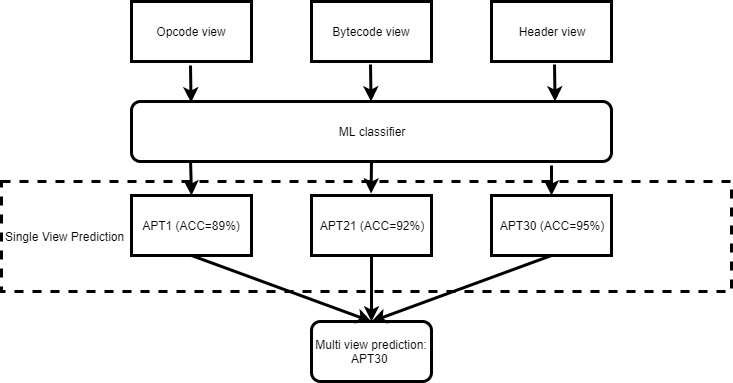 Opcode view
Bytecode view
Header view
ML classifier
Single View Prediction
APT1 (ACC=89%)
APT21 (ACC=92%)
APT30 (ACC=95%)
Multi view prediction:
APT30